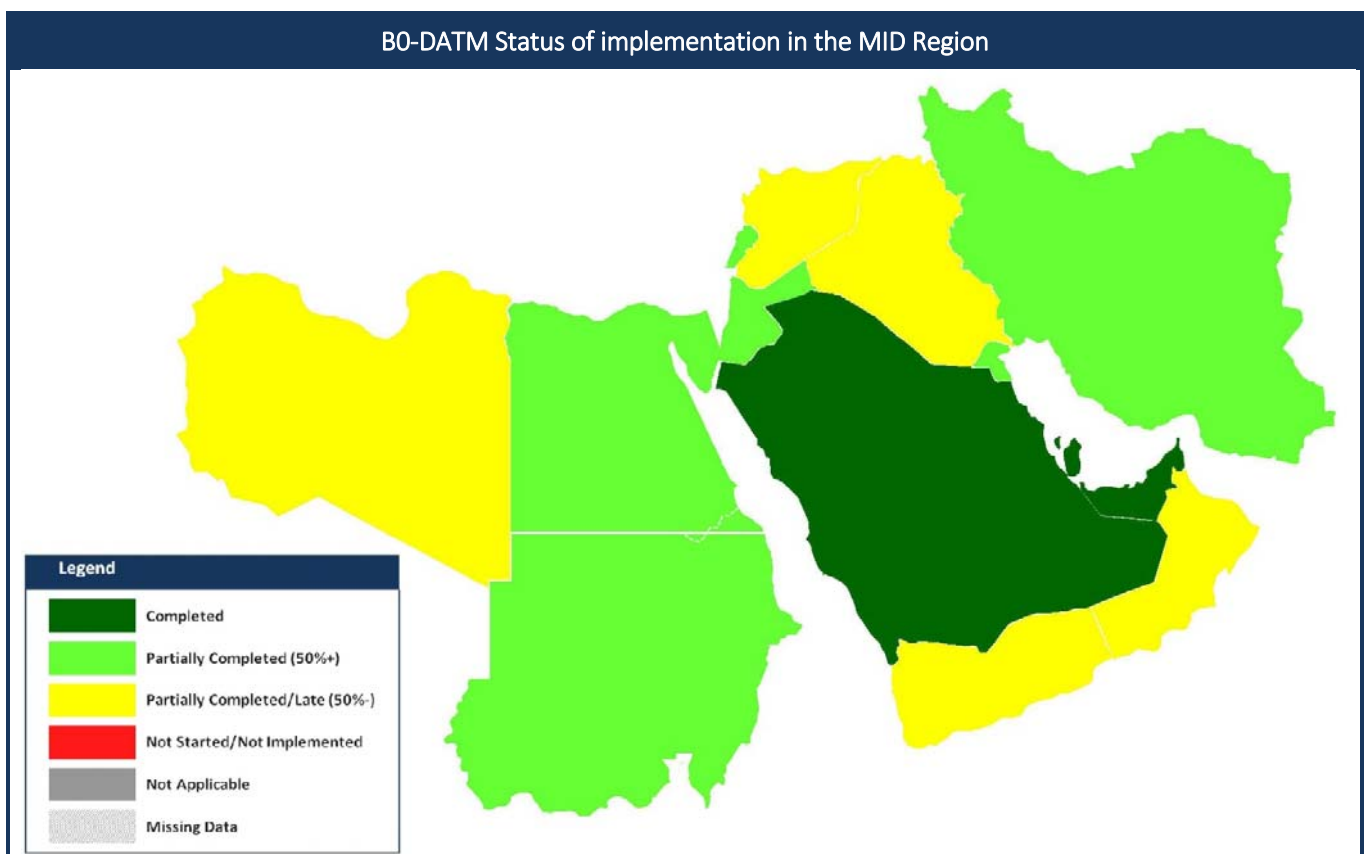 B0-DATM Status of implementation in the MID Region
Legend
Completed
Partially Completed (50%+)
Partially Completed/Late (50%-)
Not Started/Not Implemented
Not Applicable
Missing Data